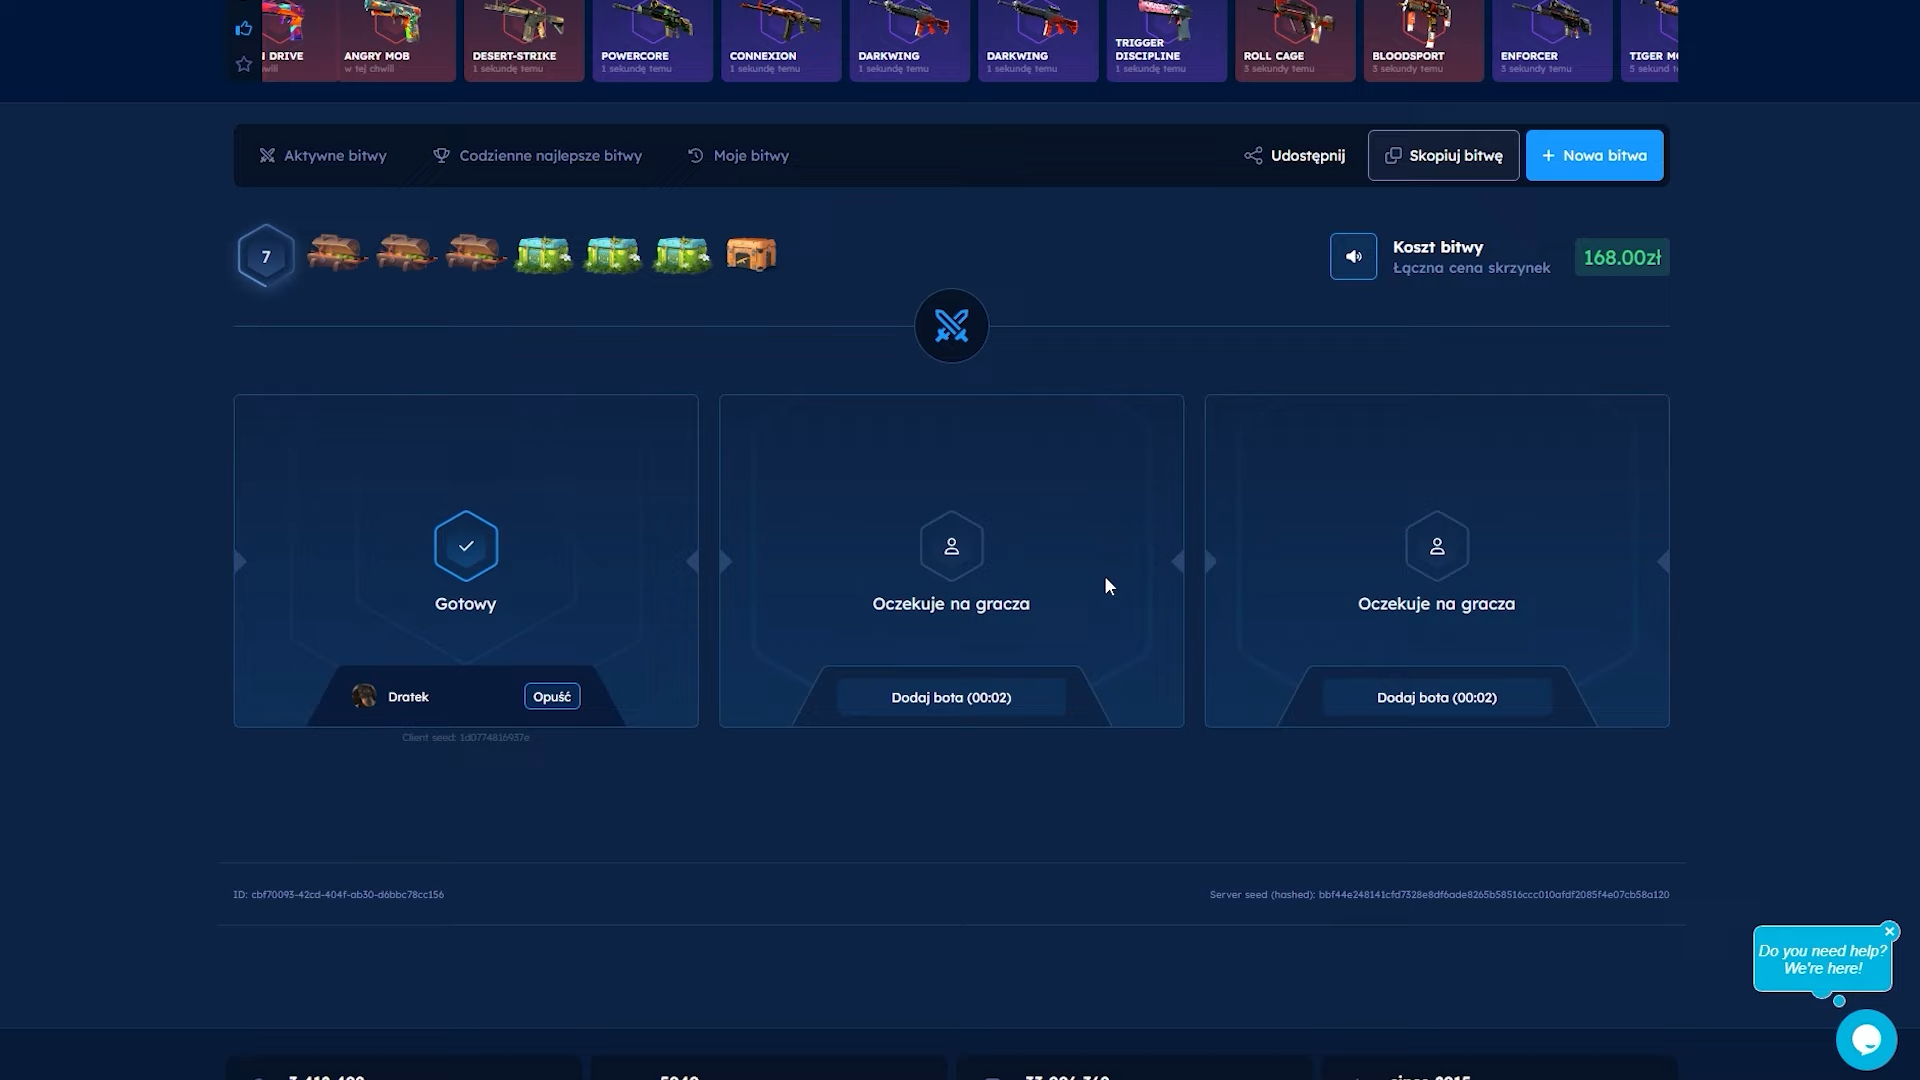 DRIVE
ANGRY MOB
w tej chwili
DESERT-STRIKE
1 sekundę temu
POWERCORE
1 sekundę temu
CONNEXION
1 sekundę temu
DARKWING
1 sekundę temu
DARKWING
1 sekundę temu
TRIGGER
DISCIPLINE
1 sekundę temu
ROLL CAGE
3 sekundy temu
BLOODSPORT
3 sekundy temu
ENFORCER
3 sekundy temu
TIGER
5 sekund
Aktywne bitwy
Codzienne najlepsze bitwy
Moje bitwy
Udostępnij
Skopiuj bitwę
+ Nowa bitwa
7
Koszt bitwy
Łączna cena skrzynek
168.00zł
Gotowy
Dratek
Opuść
Client seed: 1d0774816937e
Oczekuje na gracza
Dodaj bota (00:02)
Oczekuje na gracza
Dodaj bota (00:02)
ID: cbf70093-42cd-404f-ab30-d6bbc78cc156
Server seed (hashed): bbf44e248141cfd7328e8df6ade8265b58516ccc010afdf2085f4e07cb58a120
Do you need help?
We're here!